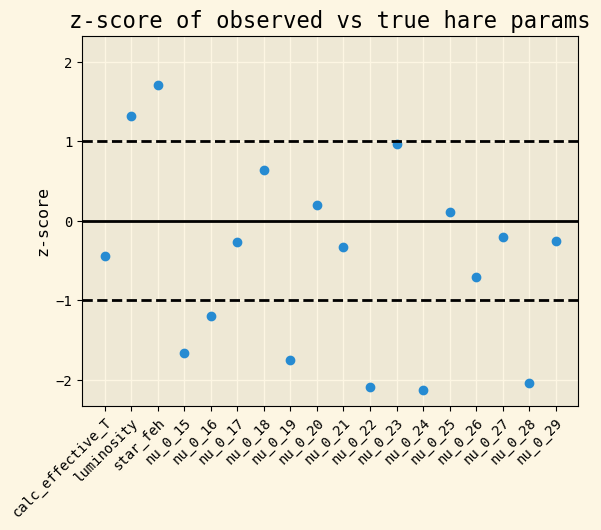 z-score of observed vs true hare params
z-score
2
1
0
−1
−2
calc_effective_T
luminosity
star_feh
nu_0_15
nu_0_16
nu_0_17
nu_0_18
nu_0_19
nu_0_20
nu_0_21
nu_0_22
nu_0_23
nu_0_24
nu_0_25
nu_0_26
nu_0_27
nu_0_28
nu_0_29